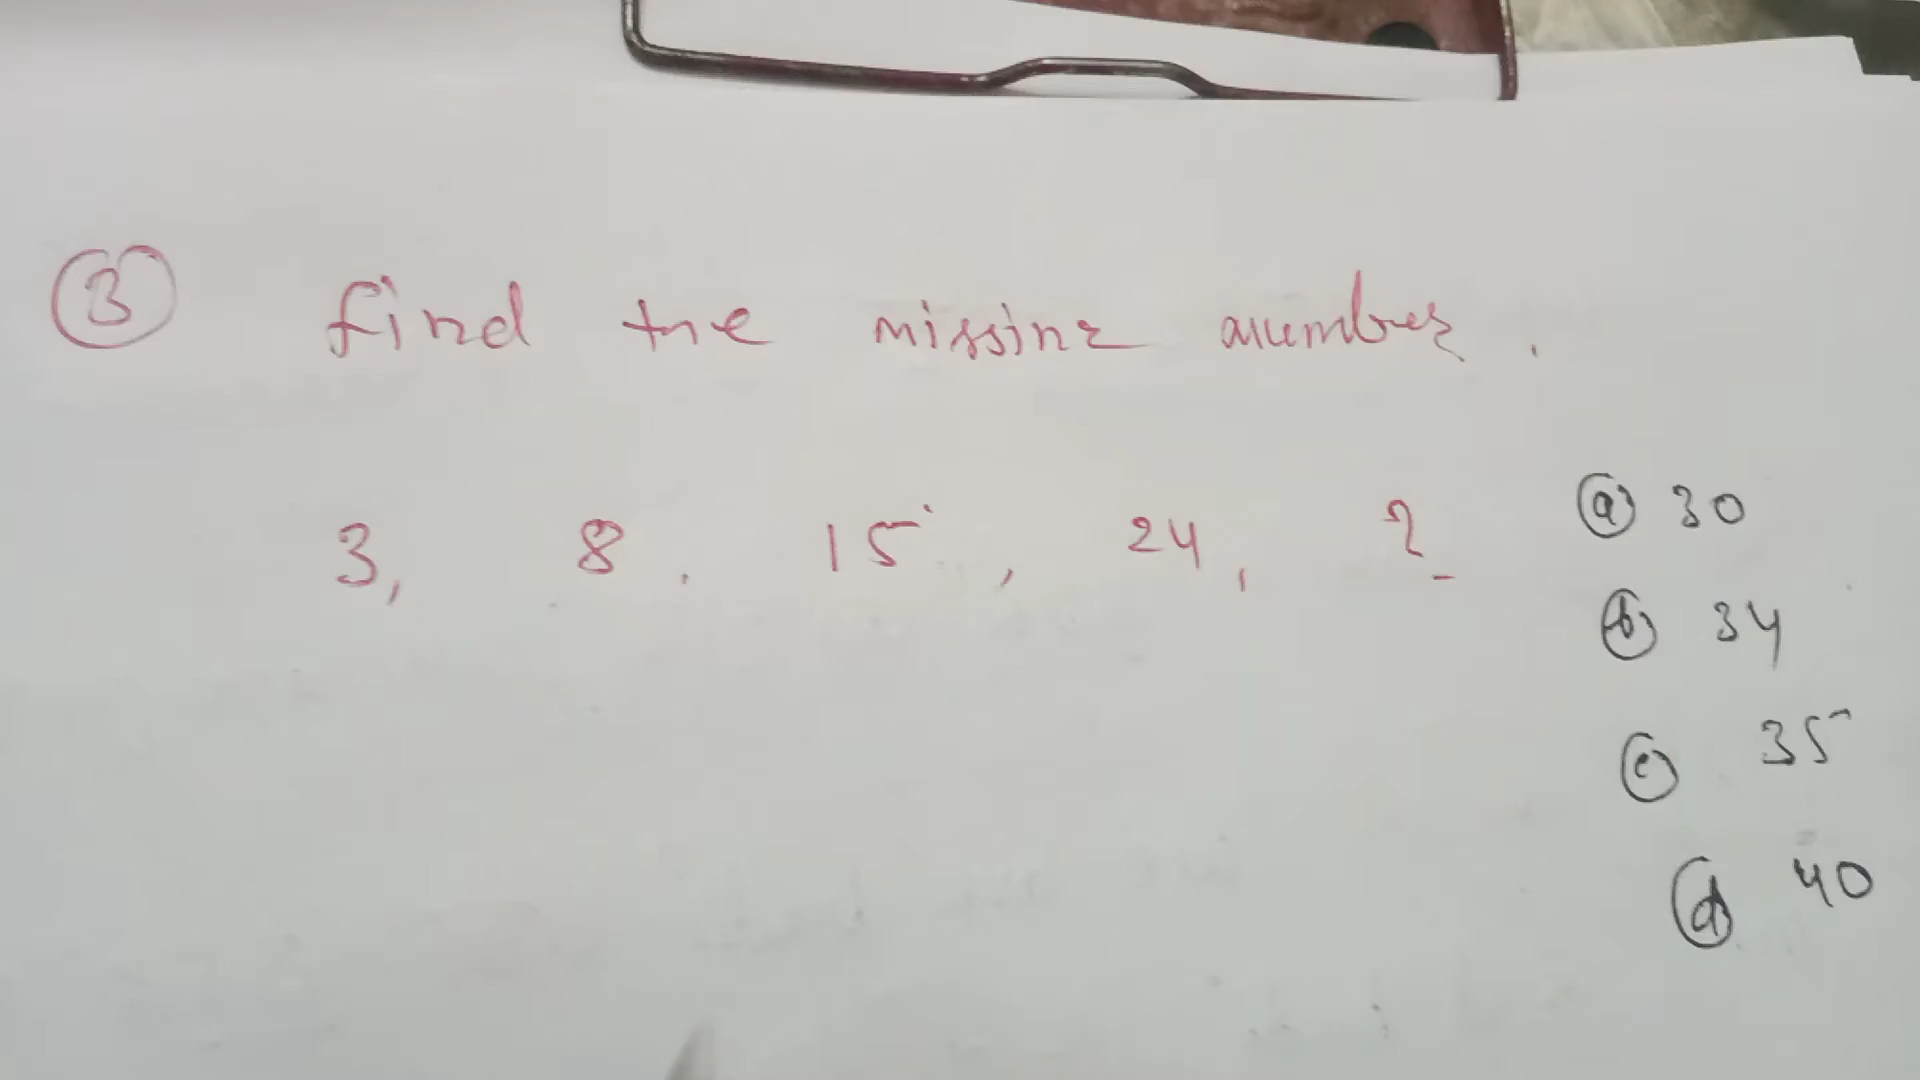 ③ find the missing number.
3, 8, 15, 24, ?
ⓐ 30
ⓑ 34
ⓒ 35
ⓓ 40